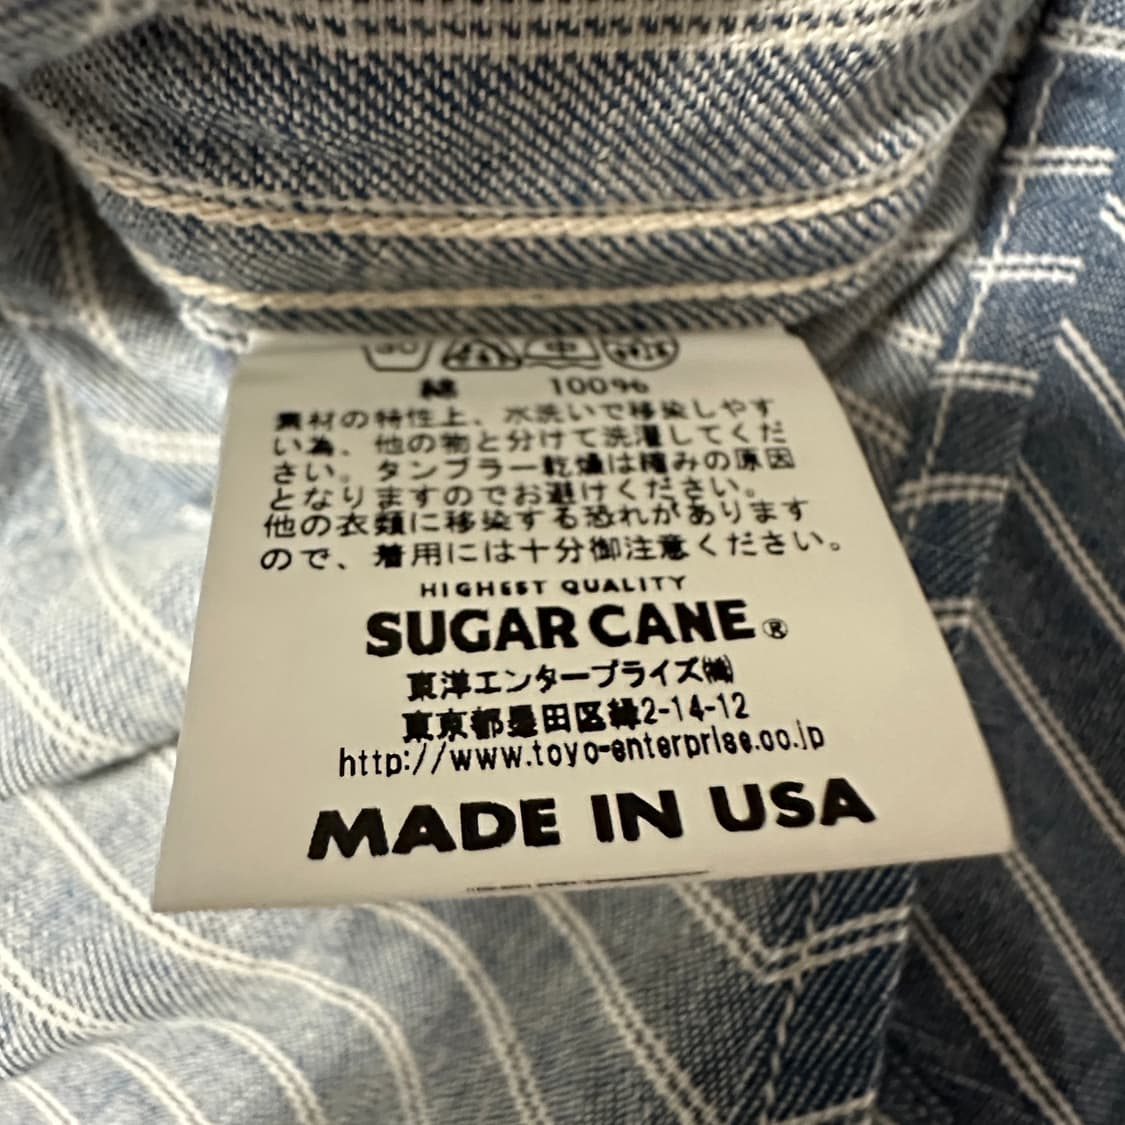 綿 100%
素材の特性上、水洗いで移染しやす
い為、他の物と分けて洗濯してくだ
さい。タンブラー乾燥は縮みの原因
となりますのでお避けください。
他の衣類に移染する恐れがあります
ので、着用には十分御注意ください。
HIGHEST QUALITY
SUGAR CANE®
東洋エンタープライズ㈱
東京都墨田区緑2-14-12
http://www.toyo-enterprise.co.jp
MADE IN USA